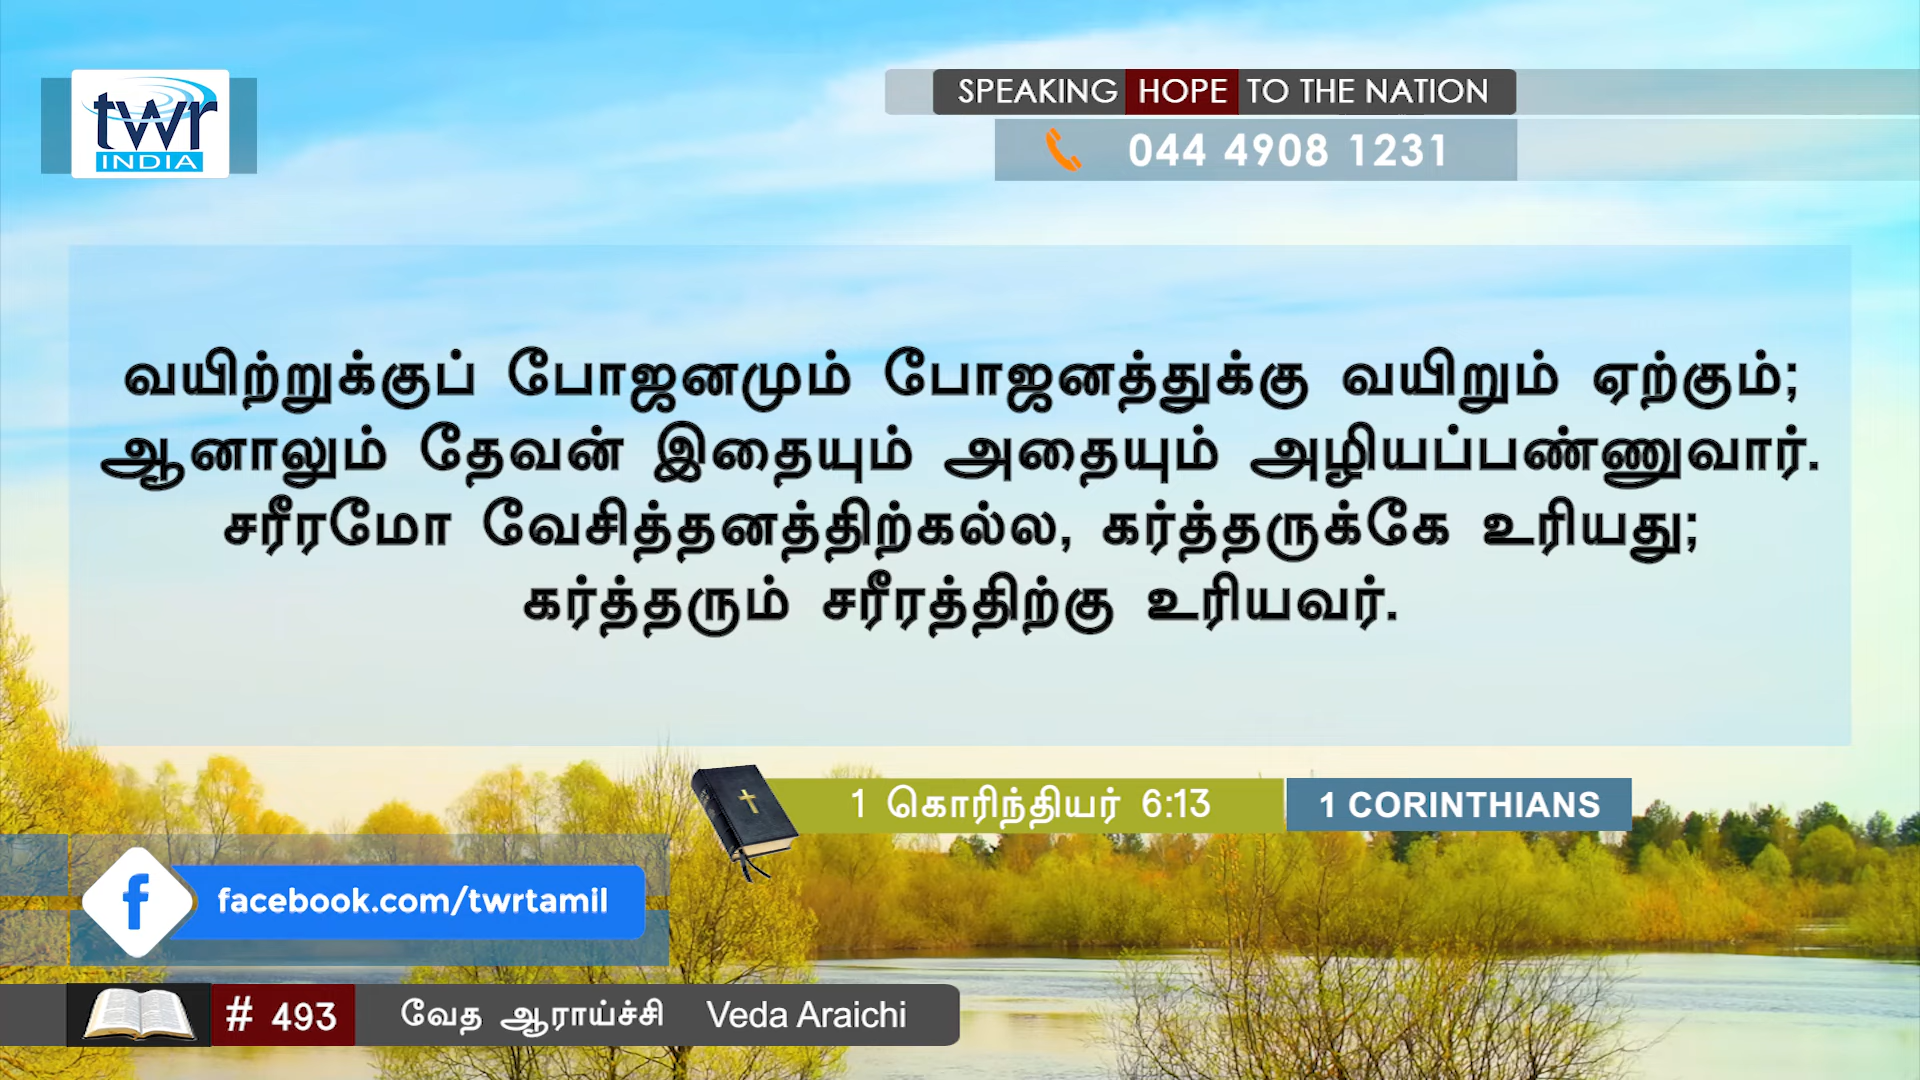 twr
INDIA
SPEAKING HOPE TO THE NATION
044 4908 1231
வயிற்றுக்குப் போஜனமும் போஜனத்துக்கு வயிறும் ஏற்கும்;
ஆனாலும் தேவன் இதையும் அதையும் அழியப்பண்ணுவார்.
சரீரமோ வேசித்தனத்திற்கல்ல, கர்த்தருக்கே உரியது;
கர்த்தரும் சரீரத்திற்கு உரியவர்.
1 கொரிந்தியர் 6:13 1 CORINTHIANS
facebook.com/twrtamil
# 493 வேத ஆராய்ச்சி Veda Araichi